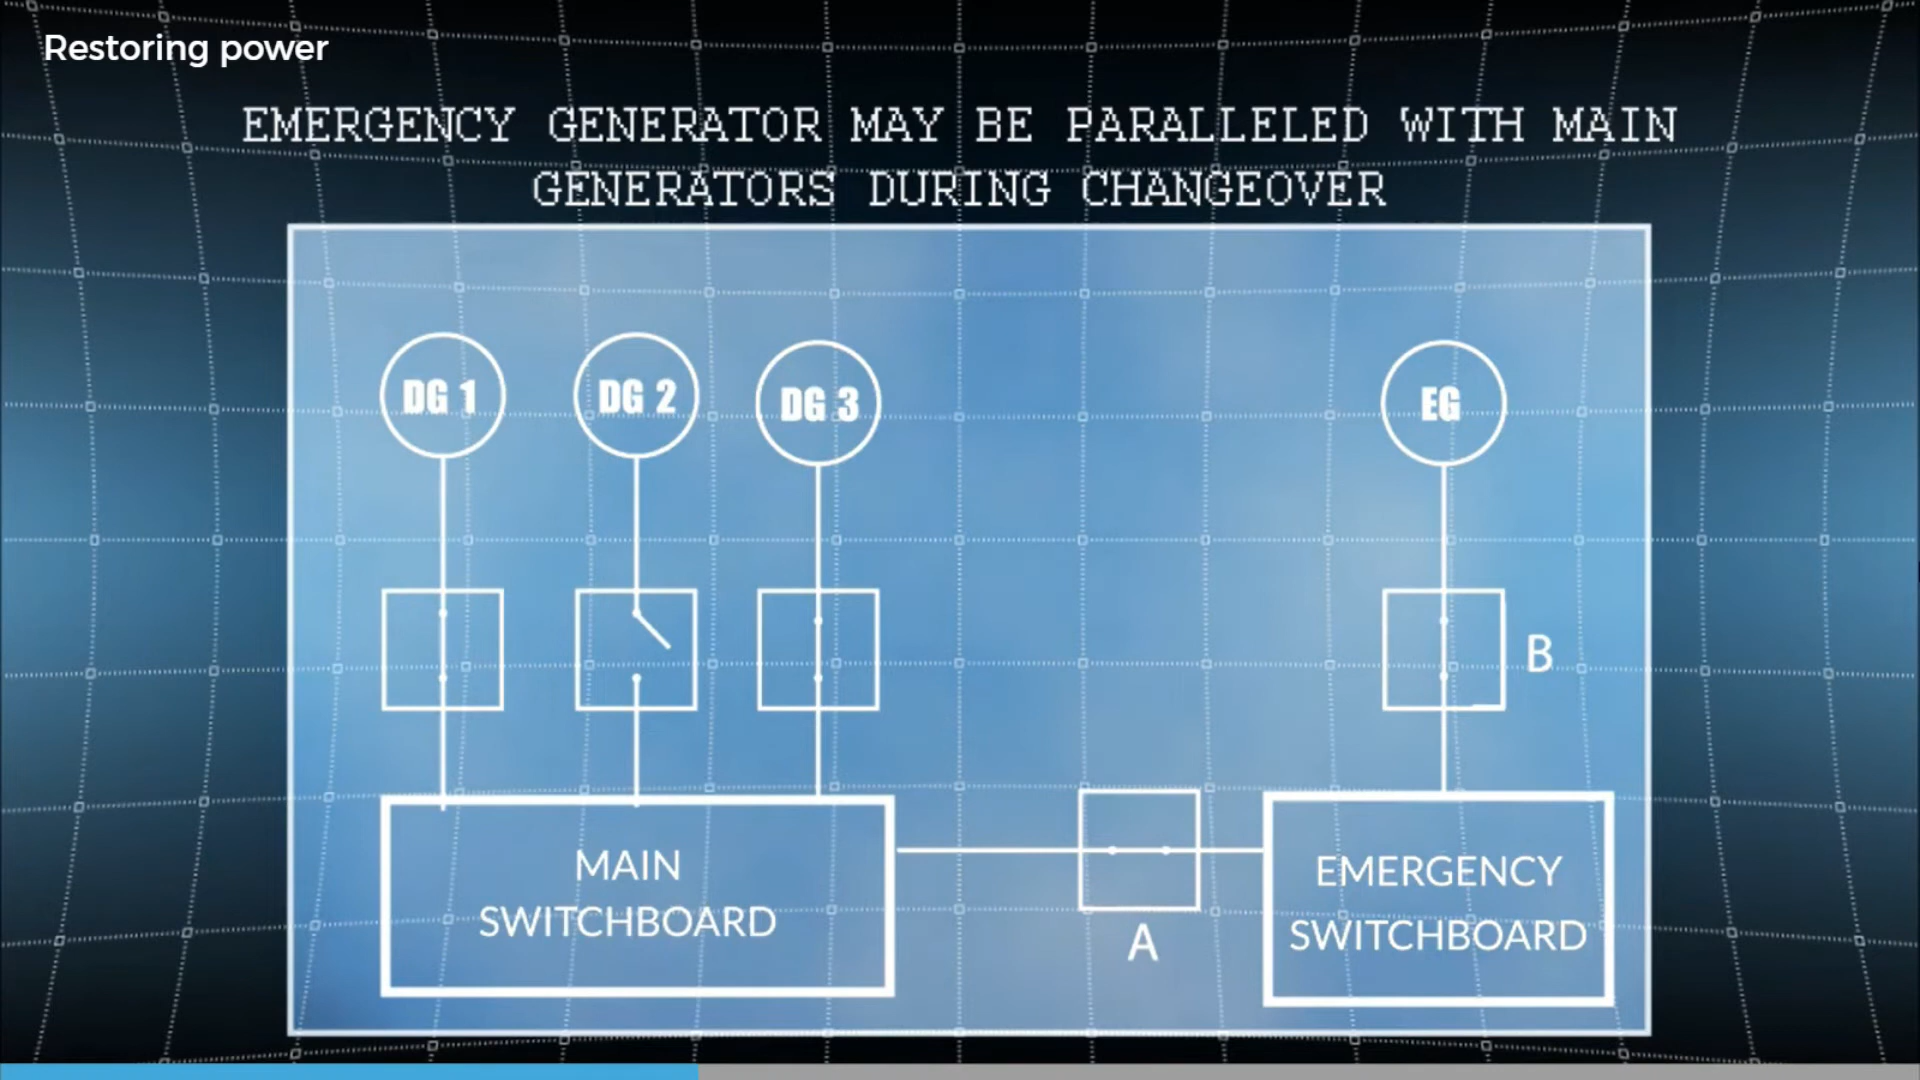 Restoring power
EMERGENCY GENERATOR MAY BE PARALLELED WITH MAIN
GENERATORS DURING CHANGEOVER
DG 1
DG 2
DG 3
EG
B
MAIN
SWITCHBOARD
A
EMERGENCY
SWITCHBOARD